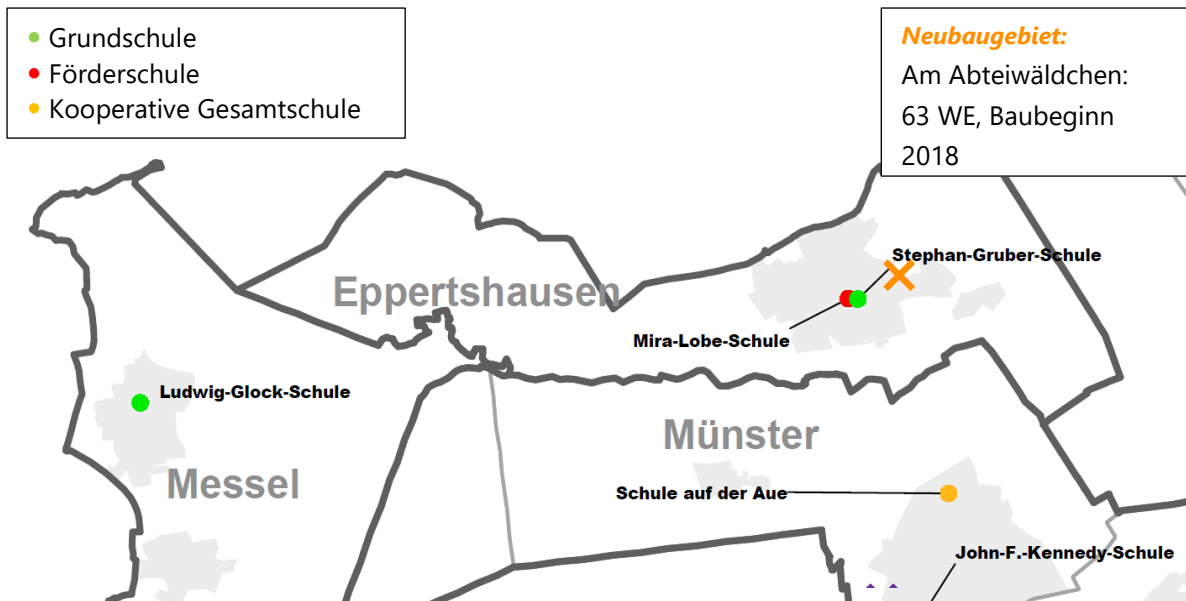 Grundschule
Förderschule
Kooperative Gesamtschule
Neubaugebiet:
Am Abteiwäldchen:
63 WE, Baubeginn
2018
Stephan-Gruber-Schule
Eppertshausen
Mira-Lobe-Schule
Ludwig-Glock-Schule
Münster
Messel
Schule auf der Aue
John-F.-Kennedy-Schule